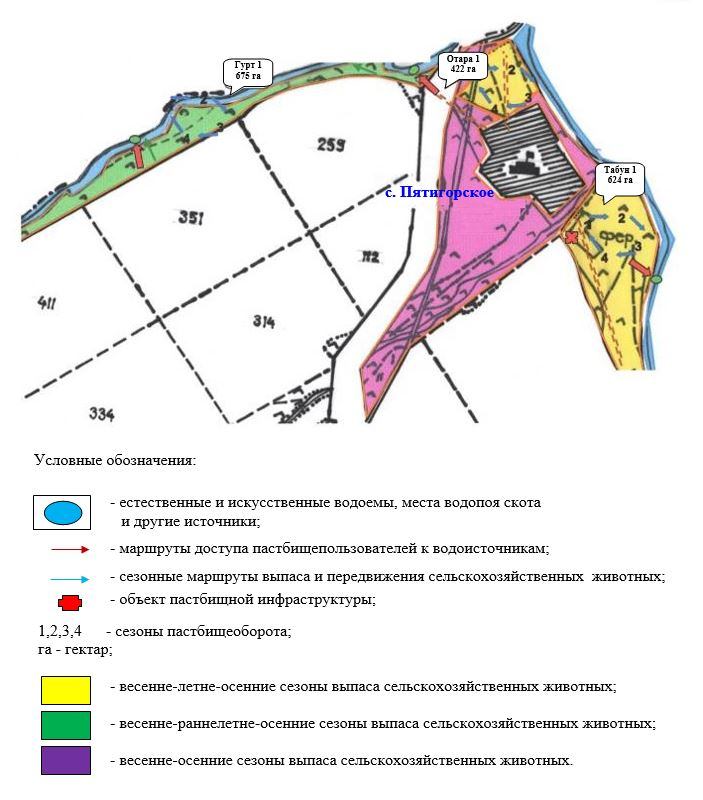 Гурт 1
675 га
Отара 1
422 га
2
3
4
2
3
4
259
Табун 1
624 га
с. Пятигорское
351
2
фер.
3
4
112
411
314
334
Условные обозначения:
- естественные и искусственные водоемы, места водопоя скота
и другие источники;
- маршруты доступа пастбищепользователей к водоисточникам;
- сезонные маршруты выпаса и передвижения сельскохозяйственных животных;
- объект пастбищной инфраструктуры;
1,2,3,4 - сезоны пастбищеоборота;
га - гектар;
- весенне-летне-осенние сезоны выпаса сельскохозяйственных животных;
- весенне-раннелетне-осенние сезоны выпаса сельскохозяйственных животных;
- весенне-осенние сезоны выпаса сельскохозяйственных животных.